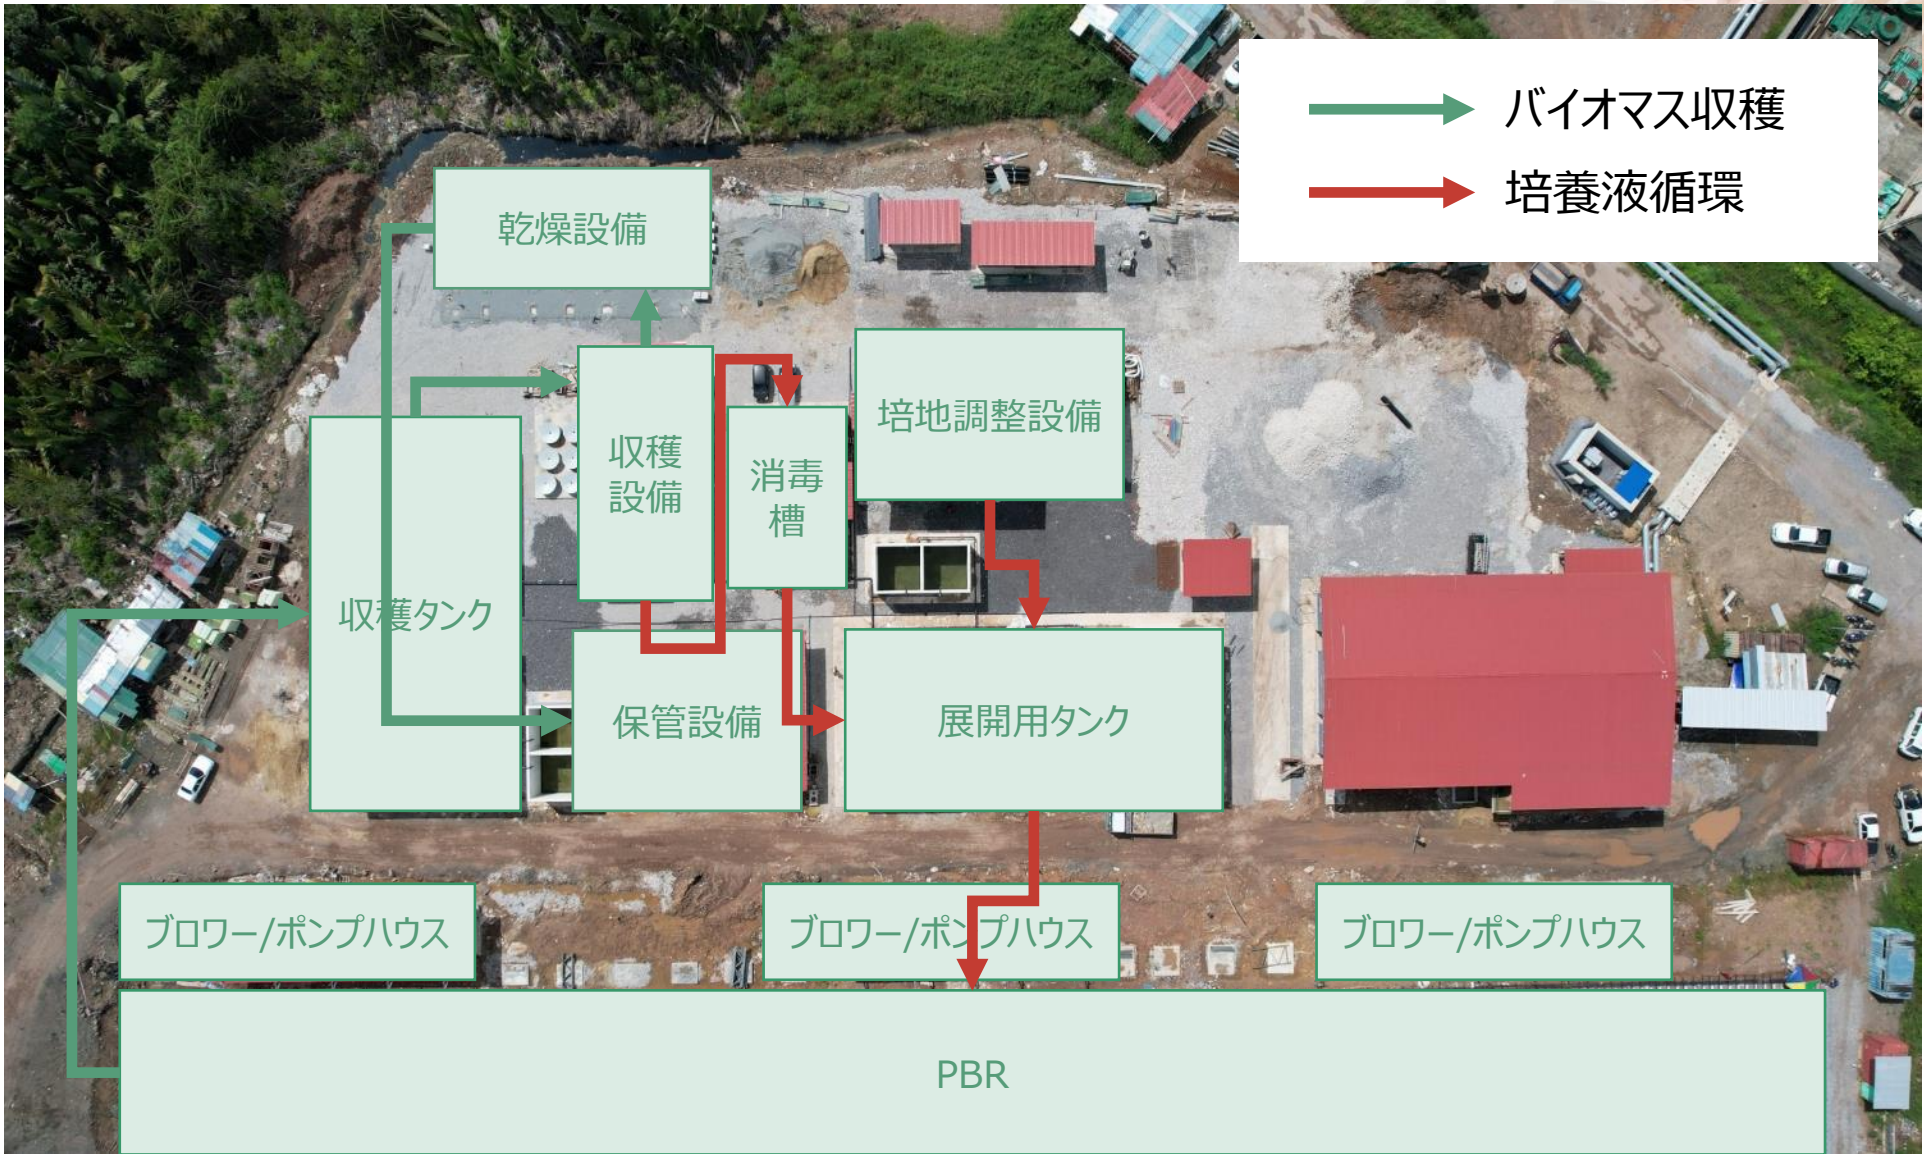 バイオマス収穫
培養液循環
乾燥設備
収穫
設備
消毒
槽
培地調整設備
収穫タンク
保管設備
展開用タンク
ブロワー/ポンプハウス
ブロワー/ポンプハウス
ブロワー/ポンプハウス
PBR